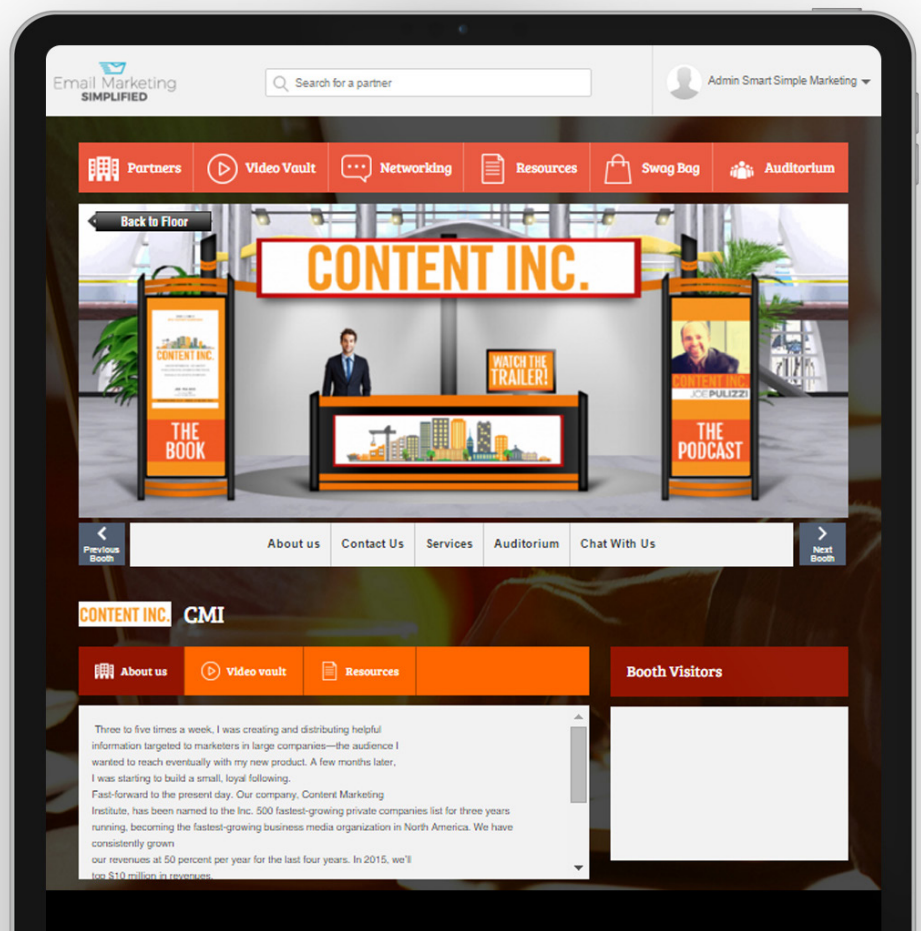 Email Marketing
SIMPLIFIED
Search for a partner
Admin Smart Simple Marketing
Partners
Video Vault
Networking
Resources
Swag Bag
Auditorium
Back to Floor
CONTENT INC.
CONTENT INC.
THE
BOOK
WATCH THE
TRAILER!
CONTENT INC.
JOE PULIZZI
THE
PODCAST
Previous
Booth
About us
Contact Us
Services
Auditorium
Chat With Us
Next
Booth
CONTENT INC.
CMI
About us
Video vault
Resources
Booth Visitors
Three to five times a week, I was creating and distributing helpful
information targeted to marketers in large companies—the audience I
wanted to reach eventually with my new product. A few months later,
I was starting to build a small, loyal following.
Fast-forward to the present day. Our company, Content Marketing
Institute, has been named to the Inc. 500 fastest-growing private companies list for three years
running, becoming the fastest-growing business media organization in North America. We have
consistently grown
our revenues at 50 percent per year for the last four years. In 2015, we'll
top $10 million in revenues.